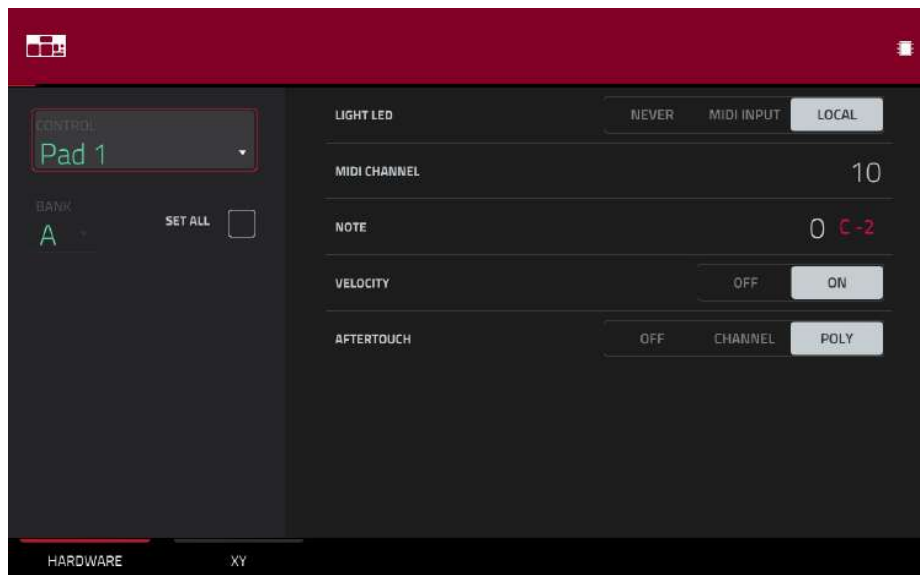 CONTROL
Pad 1
BANK
A
SET ALL
LIGHT LED NEVER MIDI INPUT LOCAL
MIDI CHANNEL 10
NOTE 0 C -2
VELOCITY OFF ON
AFTERTOUCH OFF CHANNEL POLY
HARDWARE XY